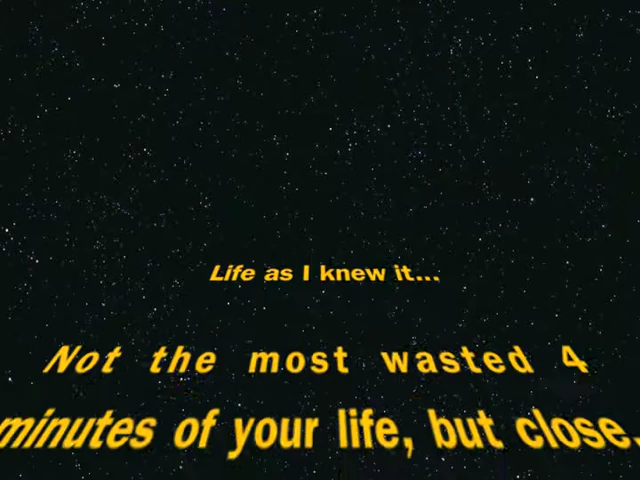 Life as I knew it...
Not the most wasted 4
minutes of your life, but close.